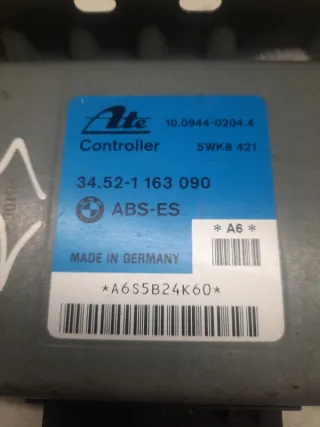 Ate 10.0944-0204.4
Controller 5WK8 421
34.52-1 163 090
BMW ABS-ES
*A6*
MADE IN GERMANY
*A6S5B24K60*